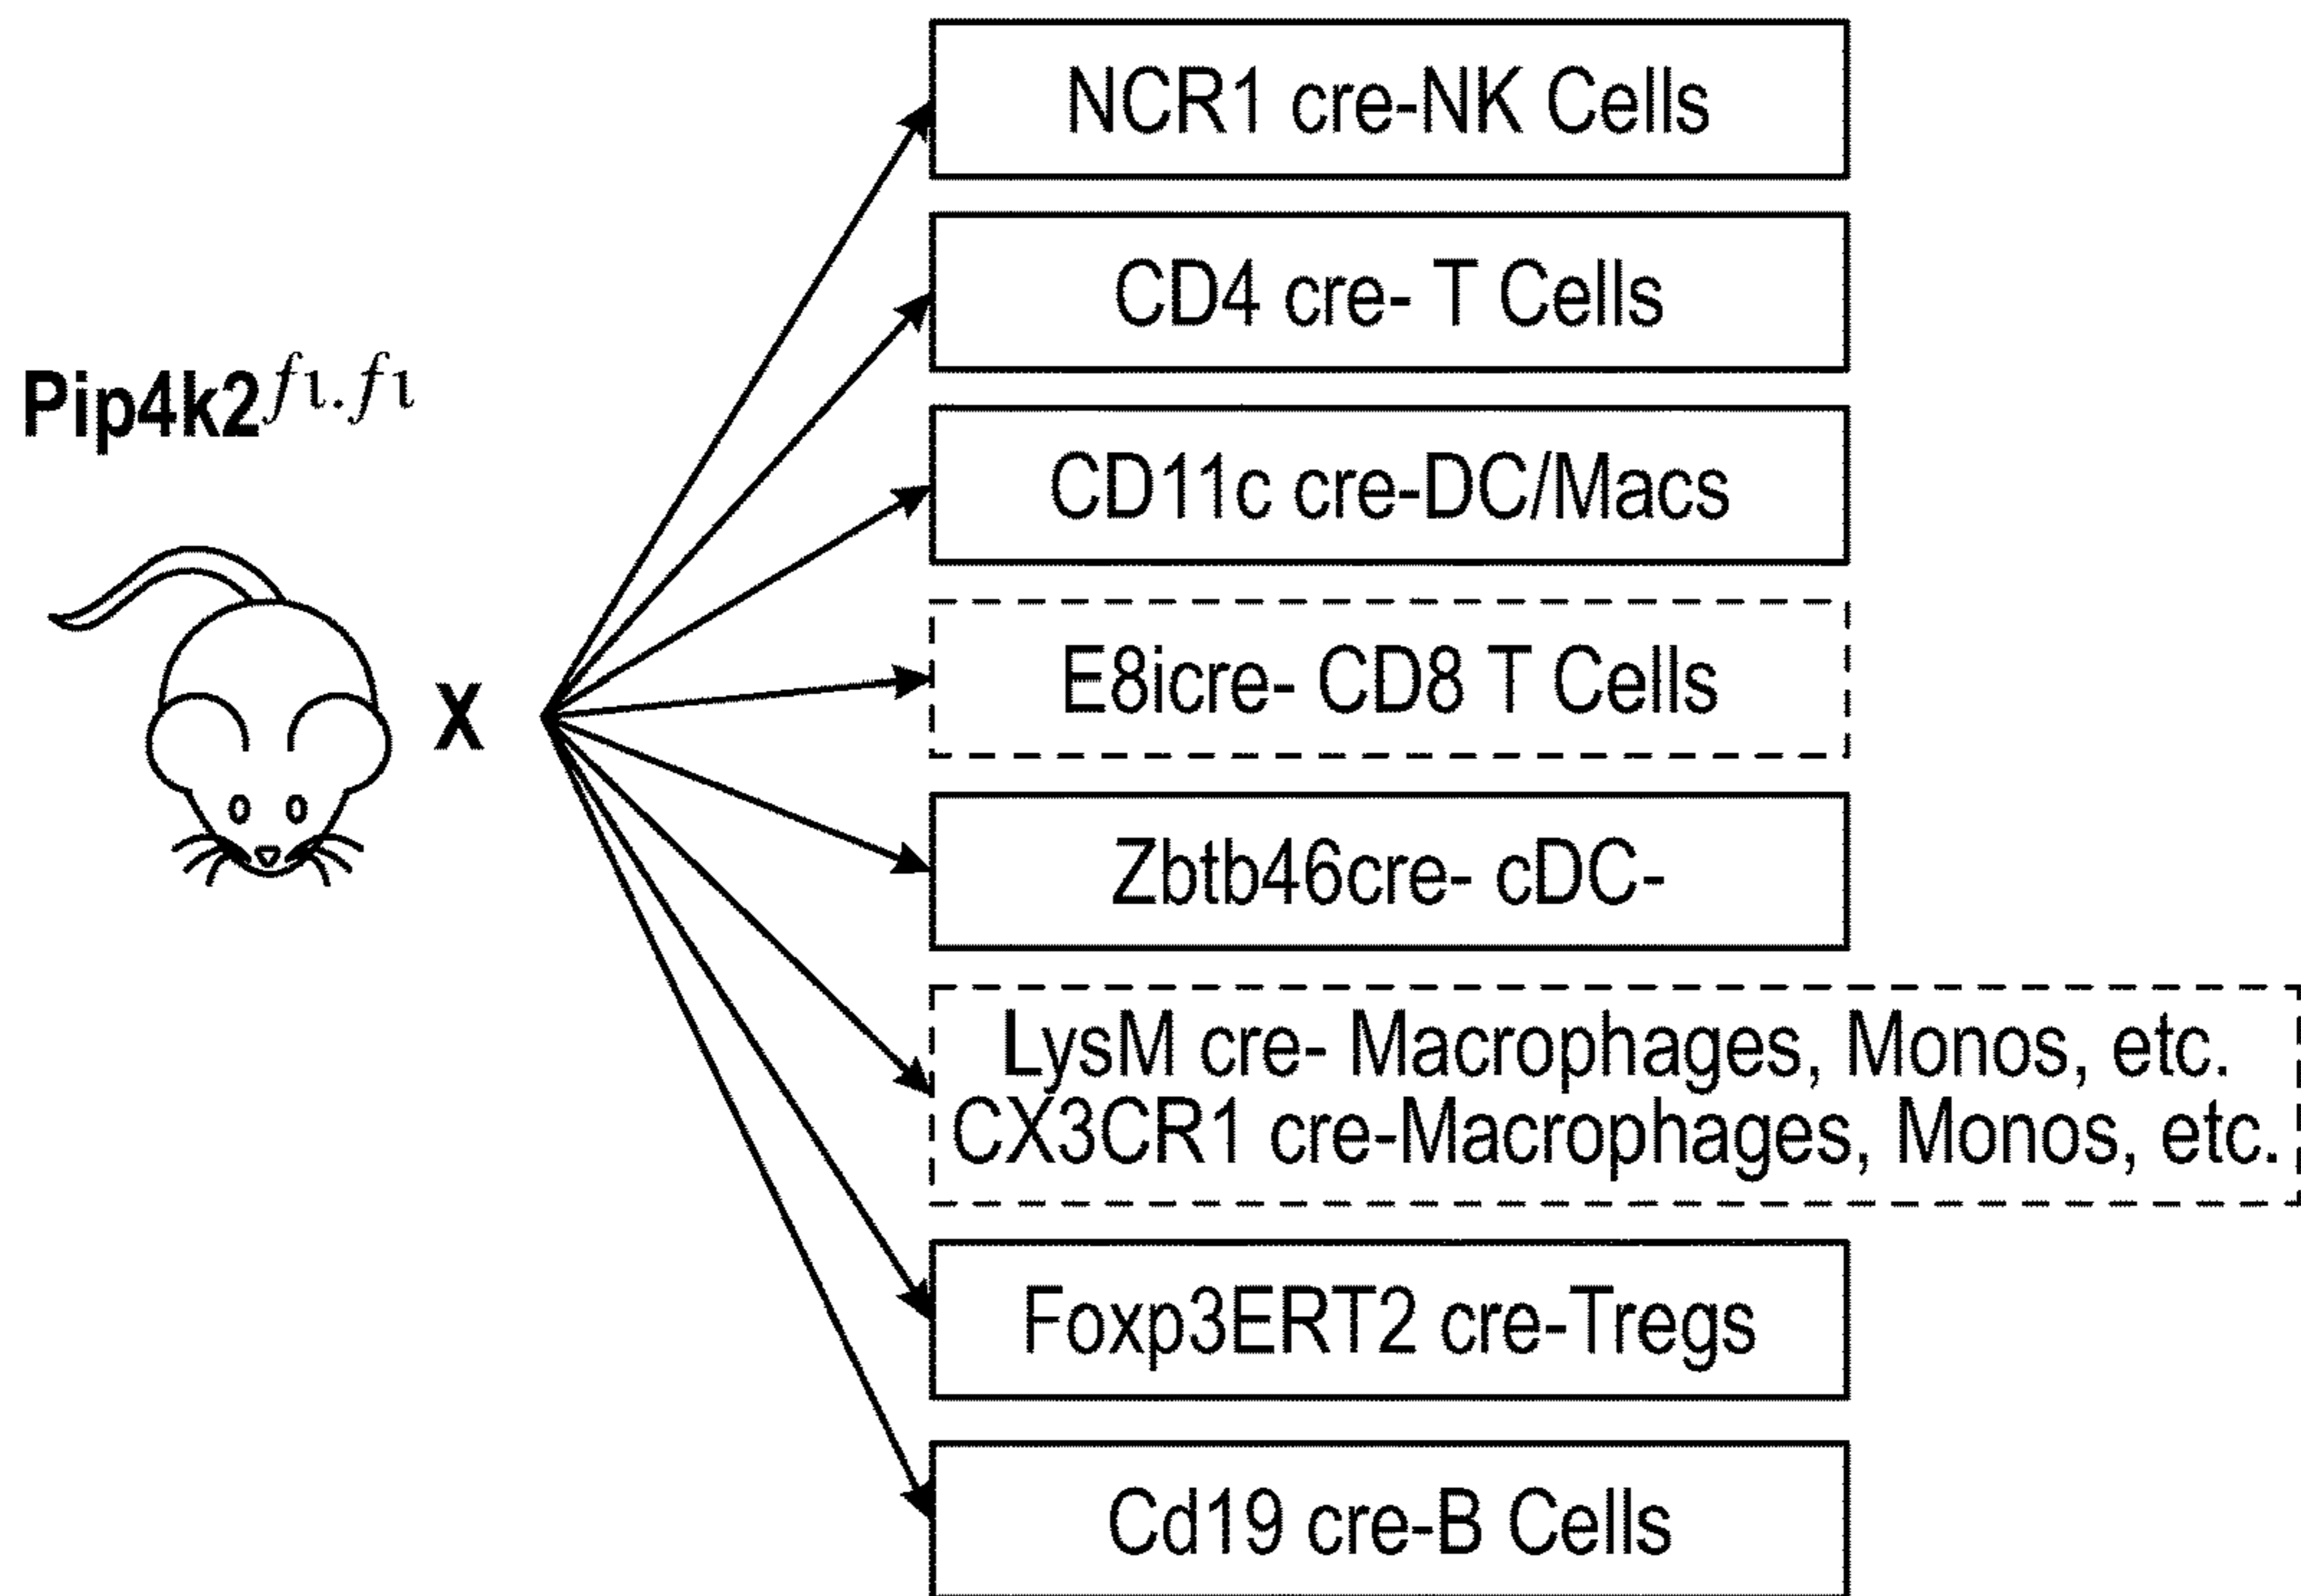 NCR1 cre-NK Cells
CD4 cre- T Cells
Pip4k2fl.fl
CD11c cre-DC/Macs
E8icre- CD8 T Cells
X
Zbtb46cre- cDC-
LysM cre- Macrophages, Monos, etc.
CX3CR1 cre-Macrophages, Monos, etc.
Foxp3ERT2 cre-Tregs
Cd19 cre-B Cells